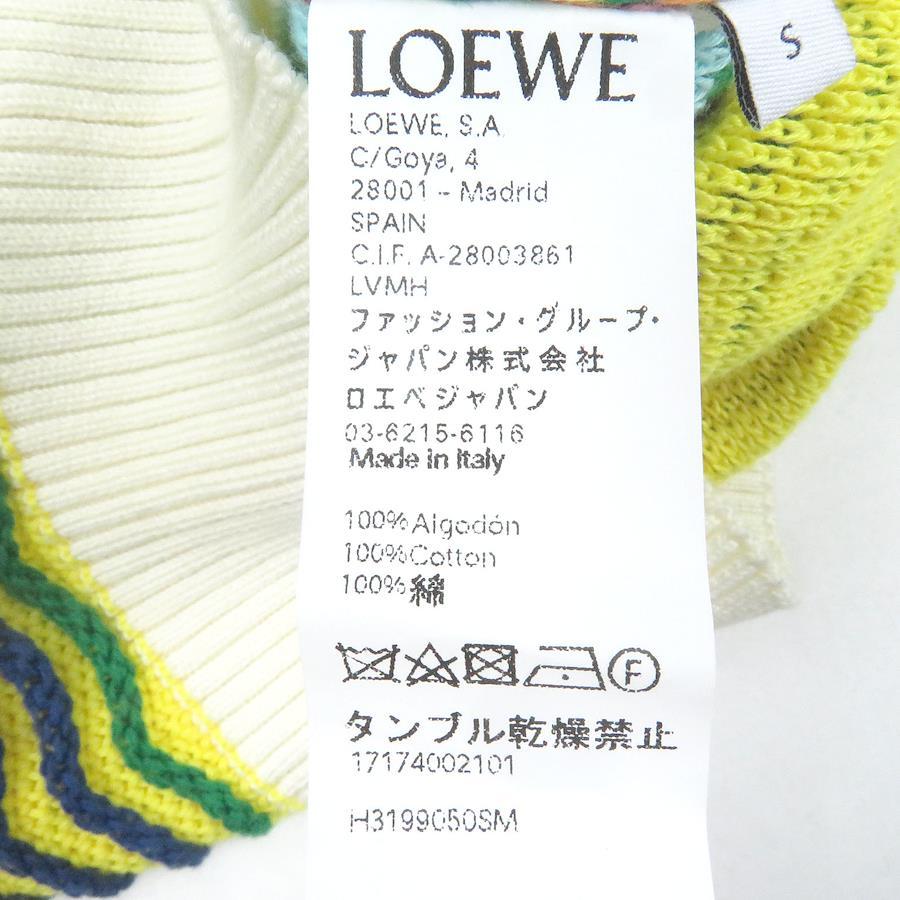 LOEWE
S
LOEWE, S.A.
C/Goya, 4
28001 - Madrid
SPAIN
C.I.F. A-28003861
LVMH
ファッション・グループ・
ジャパン株式会社
ロエベジャパン
03-6215-6116
Made in Italy
100%Algodón
100%Cotton
100%綿
F
タンブル乾燥禁止
17174002101
H3199050SM